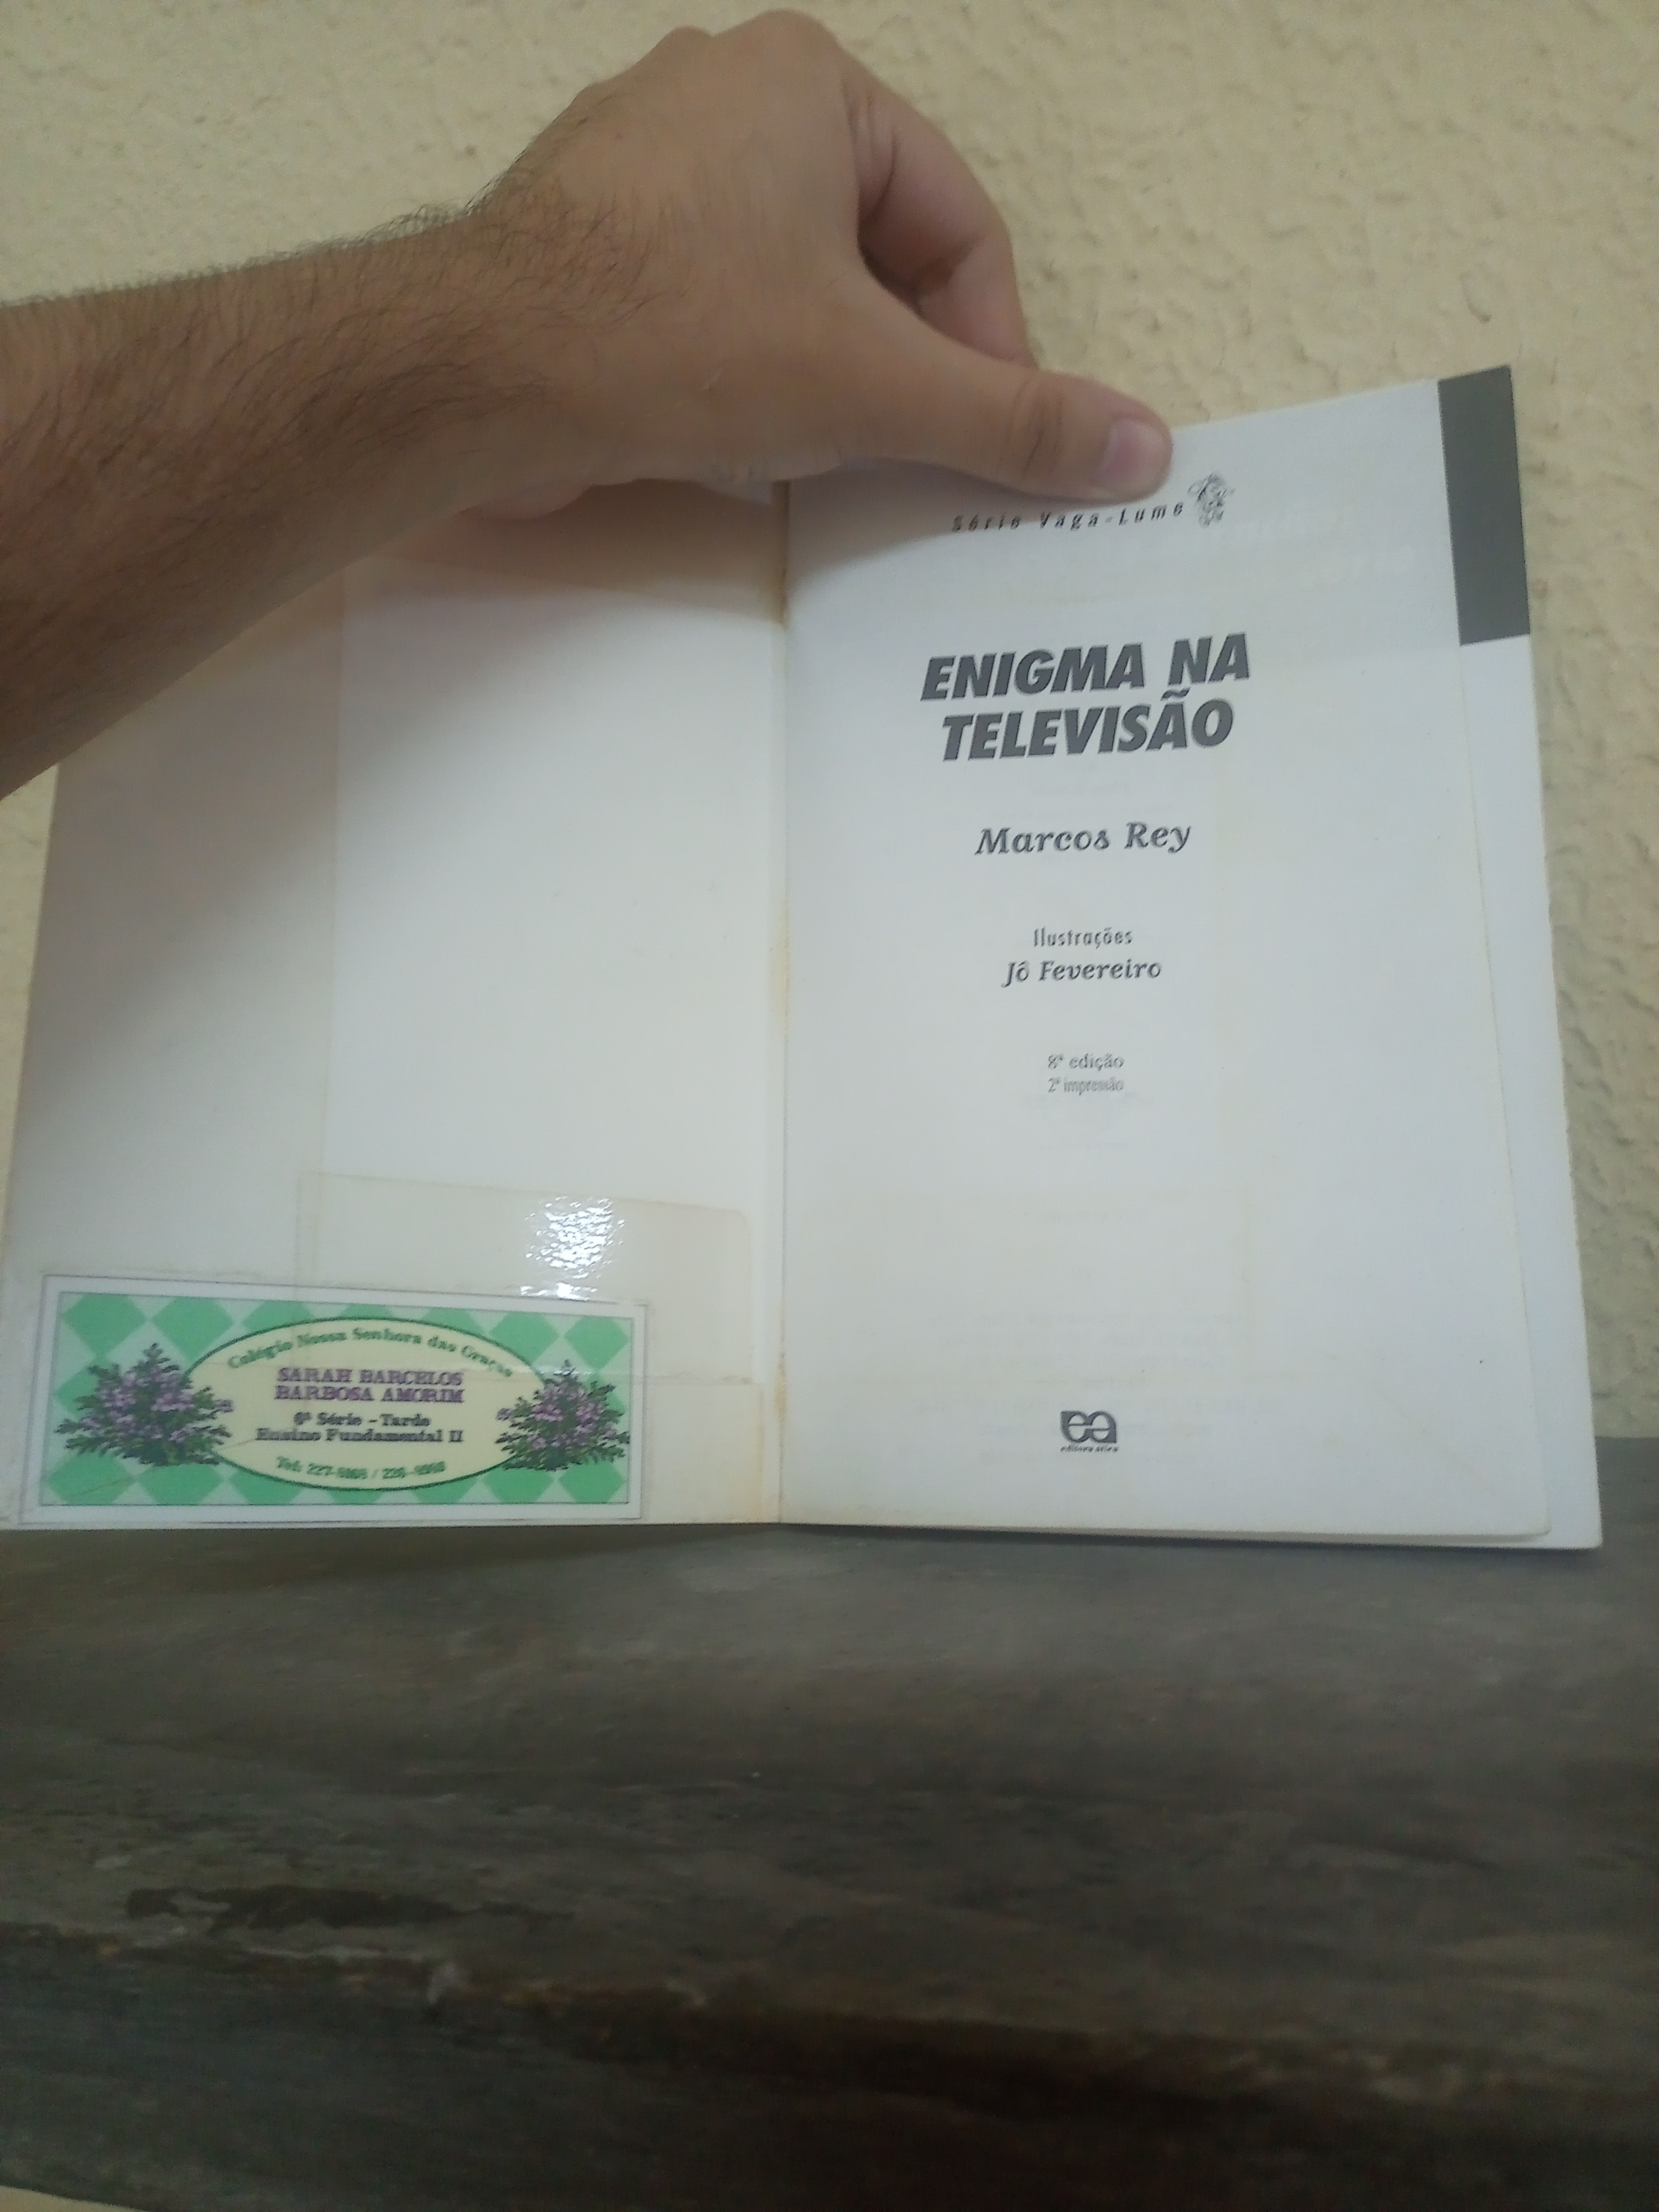 Série Vaga-Lume
ENIGMA NA
TELEVISÃO
Marcos Rey
Ilustrações
Jô Fevereiro
8ª edição
2ª impressão
ea
editora ática
Colégio Nossa Senhora das Graças
SARAH BARCELOS
BARBOSA AMORIM
6ª Série - Tarde
Ensino Fundamental II
Tel: